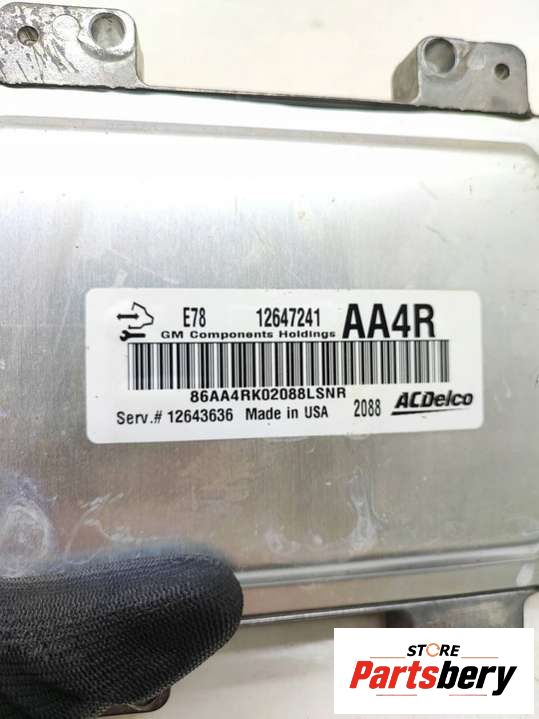 E78 12647241 AA4R
GM Components Holdings
86AA4RK02088LSNR
Serv.# 12643636 Made in USA 2088 ACDelco
STORE
Partsbery